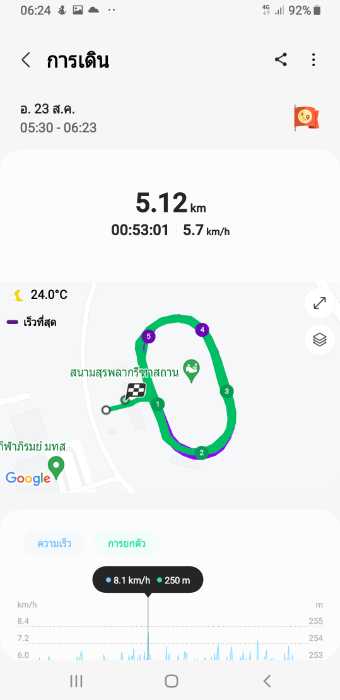 06:24
92%
การเดิน
อ. 23 ส.ค.
05:30 - 06:23
5.12 km
00:53:01 5.7 km/h
24.0°C
เร็วที่สุด
5
4
สนามสุรพลากรีฑาสถาน
3
1
กีฬาภิรมย์ มทส
2
Google
ความเร็ว การยกตัว
8.1 km/h 250 m
km/h m
8.4 255
7.2 254
6.0 253